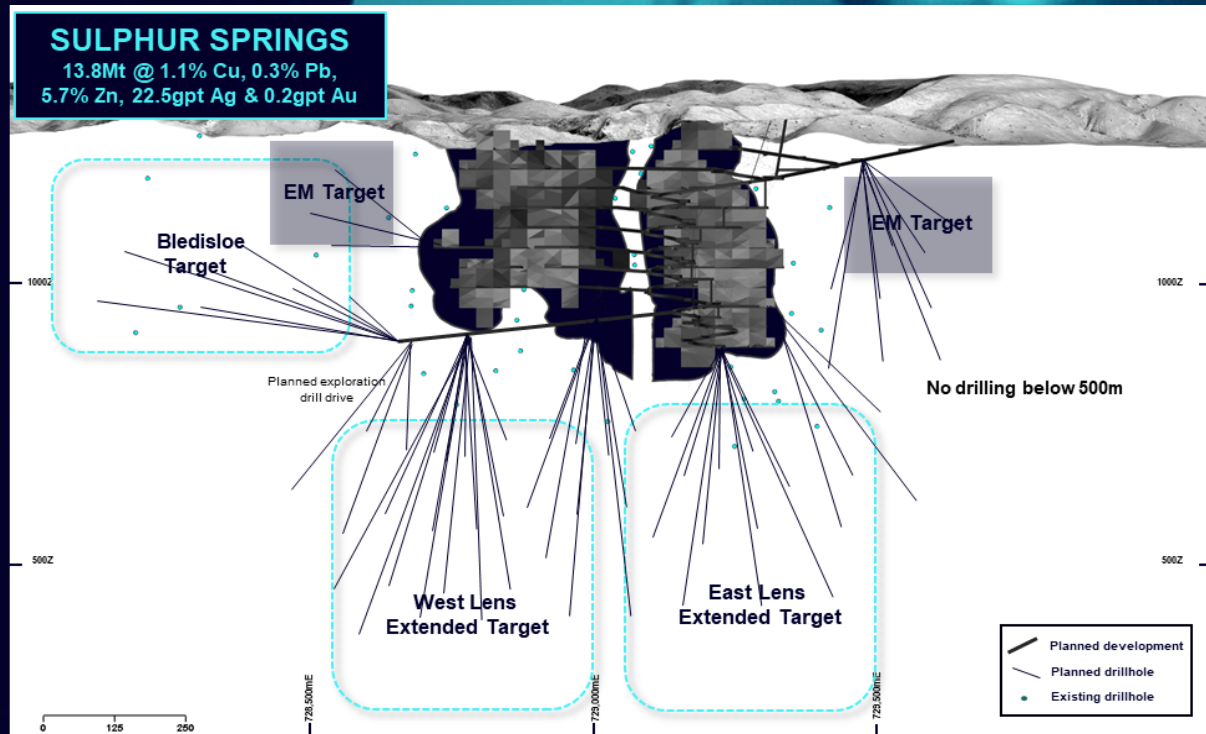 SULPHUR SPRINGS
13.8Mt @ 1.1% Cu, 0.3% Pb,
5.7% Zn, 22.5gpt Ag & 0.2gpt Au
EM Target
EM Target
Bledisloe
Target
1000Z
1000Z
Planned exploration
drill drive
No drilling below 500m
500Z
500Z
West Lens
Extended Target
East Lens
Extended Target
Planned development
Planned drillhole
Existing drillhole
728,500mE
729,000mE
729,500mE
0
125
250